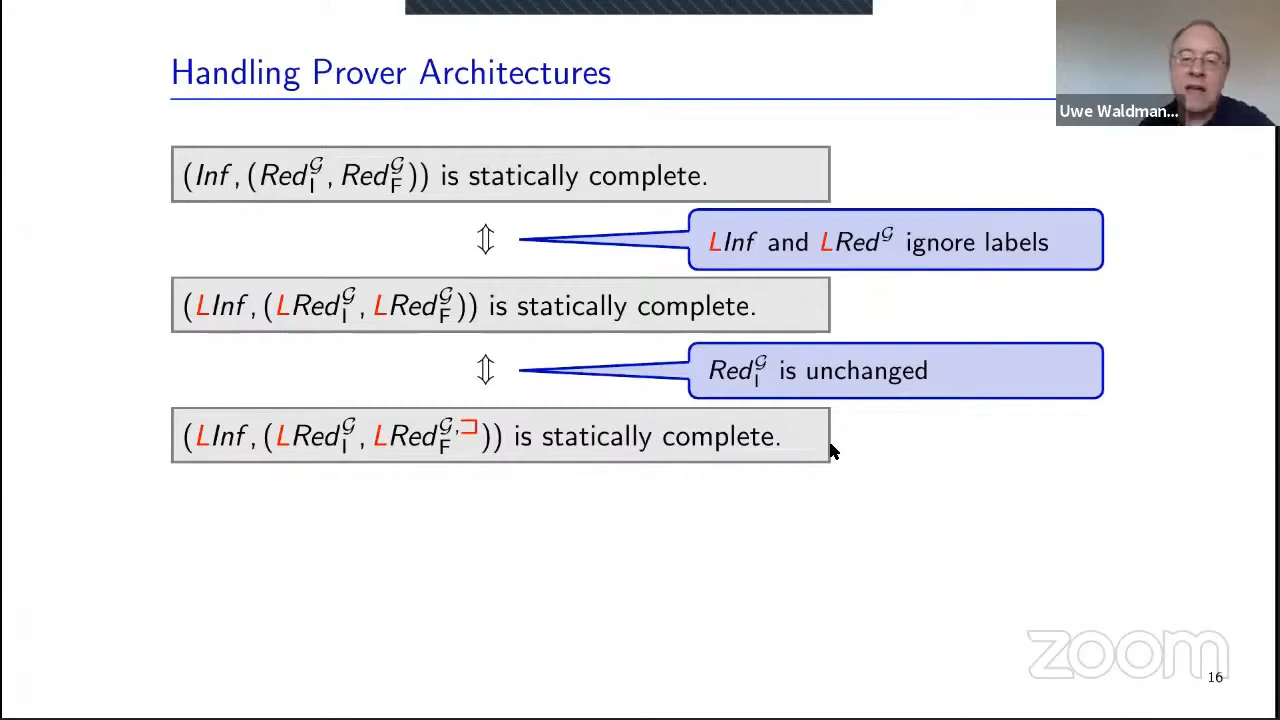 Handling Prover Architectures
Uwe Waldman...
(Inf, (Red_I^𝒢, Red_F^𝒢)) is statically complete.
⇕
LInf and LRed^𝒢 ignore labels
(LInf, (LRed_I^𝒢, LRed_F^𝒢)) is statically complete.
⇕
Red_I^𝒢 is unchanged
(LInf, (LRed_I^𝒢, LRed_F^{𝒢,⊐})) is statically complete.
zoom
16